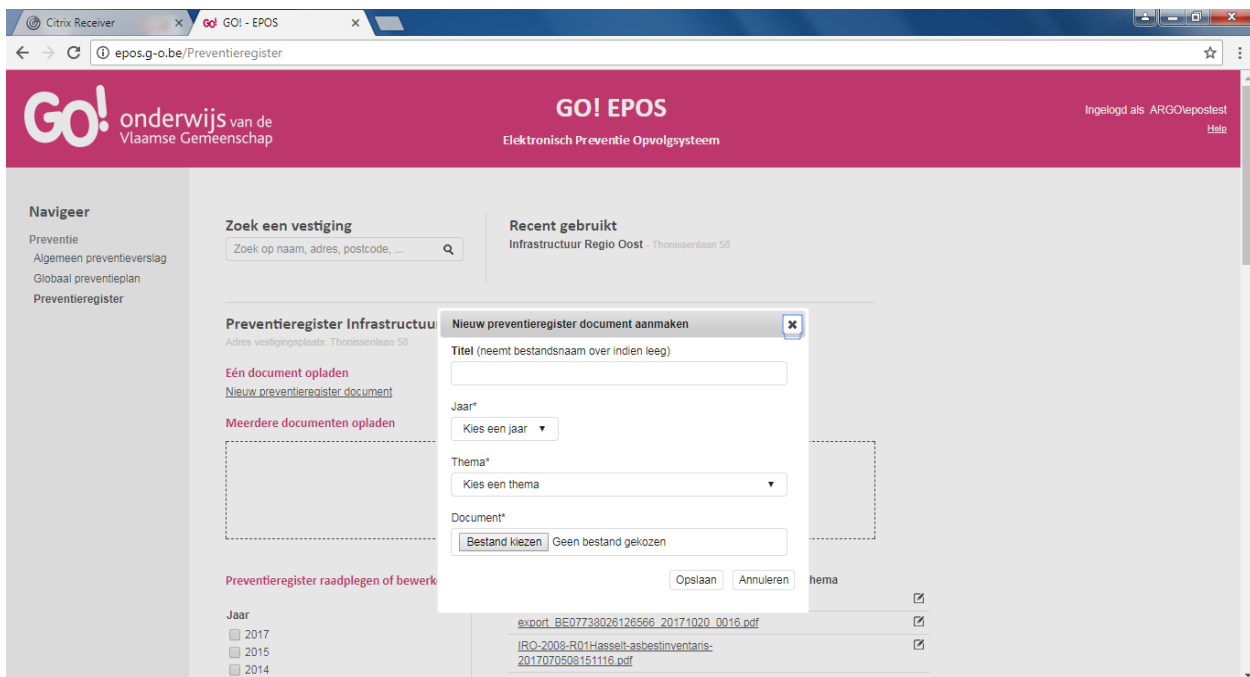 Citrix Receiver
GO! GO! - EPOS
epos.g-o.be/Preventieregister
GO! onderwijs van de
Vlaamse Gemeenschap
GO! EPOS
Elektronisch Preventie Opvolgsysteem
Ingelogd als ARGO\epostest
Help
Navigeer
Preventie
Algemeen preventieverslag
Globaal preventieplan
Preventieregister
Zoek een vestiging
Zoek op naam, adres, postcode, ...
Recent gebruikt
Infrastructuur Regio Oost - Thonissenlaan 58
Preventieregister Infrastructuu
Adres vestigingsplaats: Thonissenlaan 58
Eén document opladen
Nieuw preventieregister document
Meerdere documenten opladen
Nieuw preventieregister document aanmaken
Titel (neemt bestandsnaam over indien leeg)
Jaar*
Kies een jaar
Thema*
Kies een thema
Document*
Bestand kiezen Geen bestand gekozen
Opslaan Annuleren
Preventieregister raadplegen of bewerk
hema
Jaar
2017
2015
2014
export_BE07738026126566_20171020_0016.pdf
IRO-2008-R01Hasselt-asbestinventaris-
2017070508151116.pdf